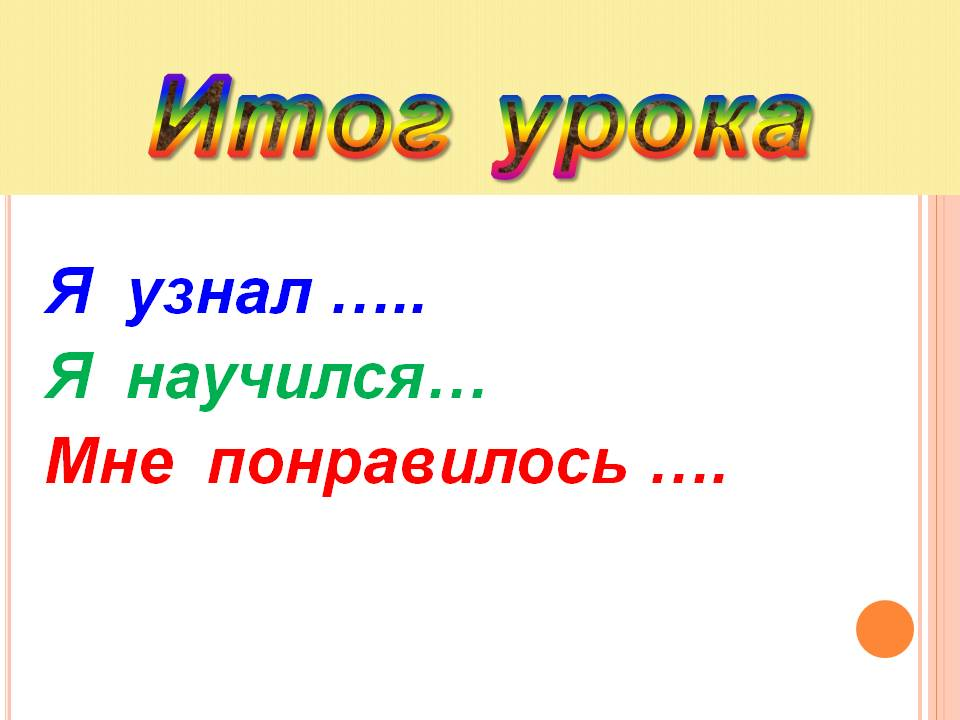 Итог урока
Я узнал …..
Я научился…
Мне понравилось ….